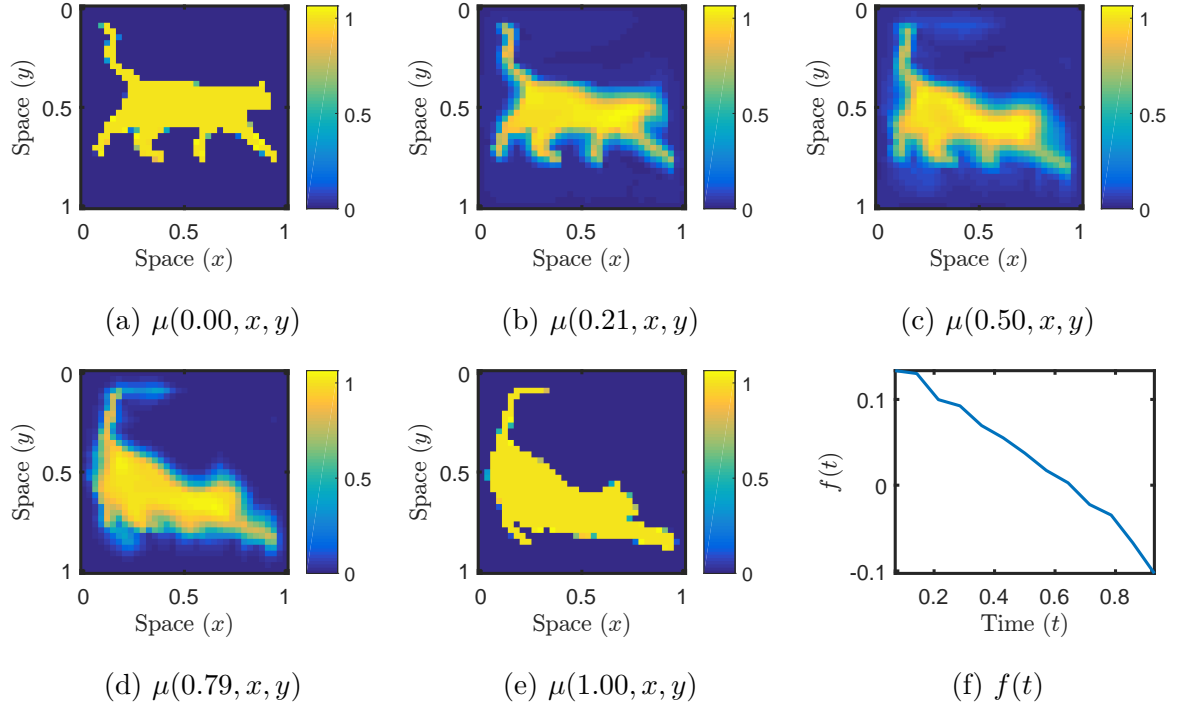 0
0.5
1
Space (y)
0 0.5 1
Space (x)
1
0.5
0
(a) μ(0.00, x, y)
0
0.5
1
Space (y)
0 0.5 1
Space (x)
1
0.5
0
(b) μ(0.21, x, y)
0
0.5
1
Space (y)
0 0.5 1
Space (x)
1
0.5
0
(c) μ(0.50, x, y)
0
0.5
1
Space (y)
0 0.5 1
Space (x)
1
0.5
0
(d) μ(0.79, x, y)
0
0.5
1
Space (y)
0 0.5 1
Space (x)
1
0.5
0
(e) μ(1.00, x, y)
0.1
0
-0.1
f(t)
0.2 0.4 0.6 0.8
Time (t)
(f) f(t)